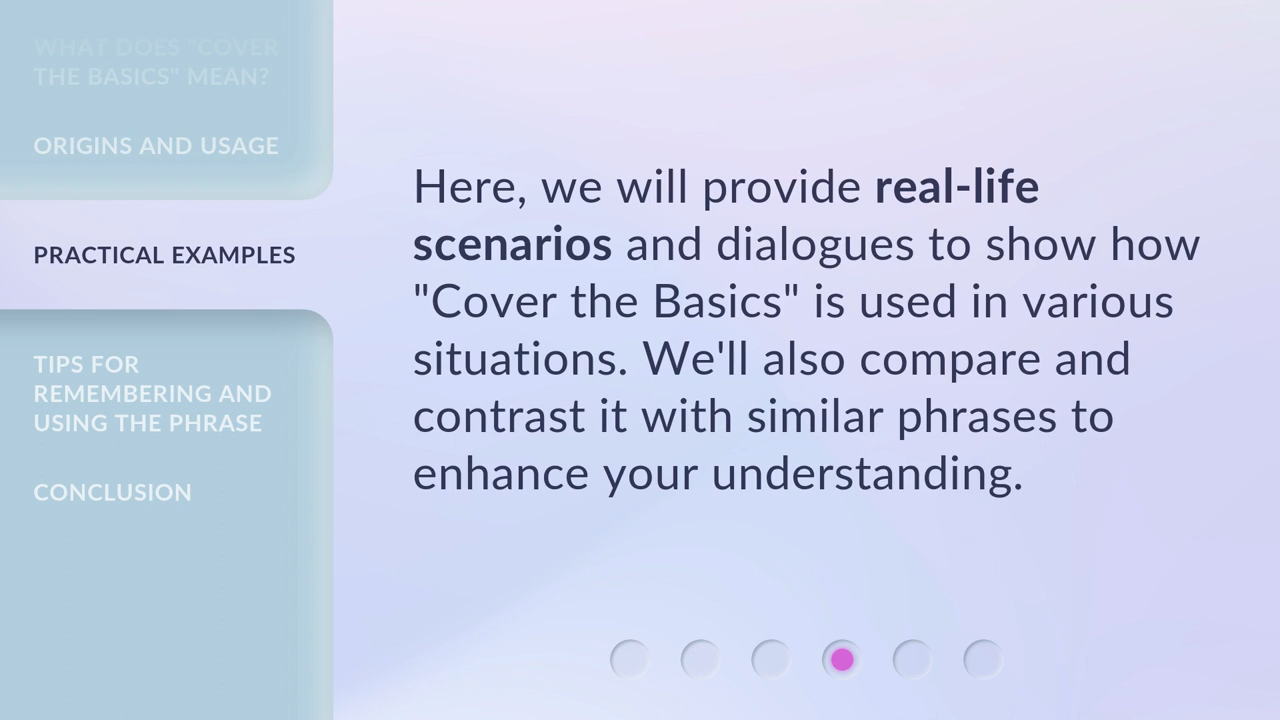 WHAT DOES "COVER
THE BASICS" MEAN?
ORIGINS AND USAGE
PRACTICAL EXAMPLES
TIPS FOR
REMEMBERING AND
USING THE PHRASE
CONCLUSION
Here, we will provide real-life
scenarios and dialogues to show how
"Cover the Basics" is used in various
situations. We'll also compare and
contrast it with similar phrases to
enhance your understanding.